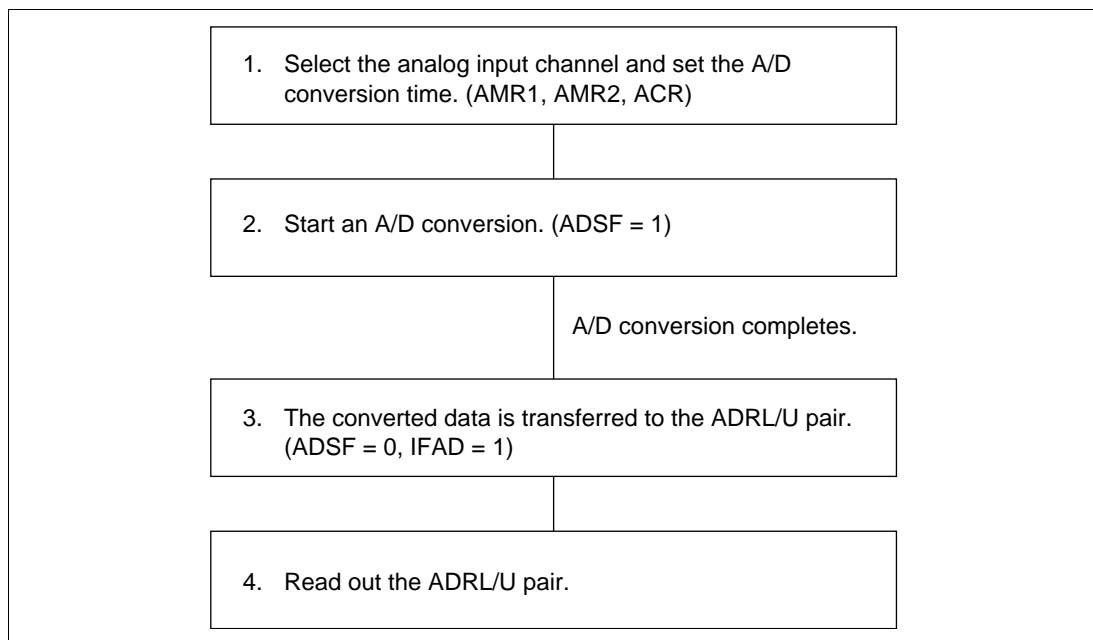 1. Select the analog input channel and set the A/D
conversion time. (AMR1, AMR2, ACR)
2. Start an A/D conversion. (ADSF = 1)
A/D conversion completes.
3. The converted data is transferred to the ADRL/U pair.
(ADSF = 0, IFAD = 1)
4. Read out the ADRL/U pair.